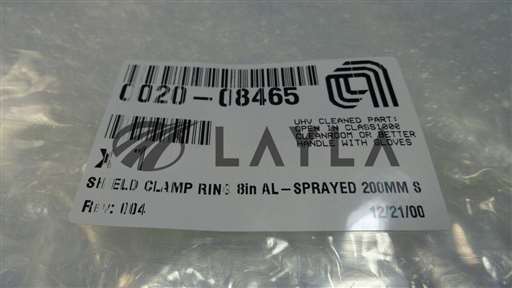 0020-08465
UHV CLEANED PART:
OPEN IN CLASS1000
CLEANROOM OR BETTER
HANDLE WITH GLOVES
LAYLA
SHIELD CLAMP RING 8in AL-SPRAYED 200MM S
REV: 004
12/21/00